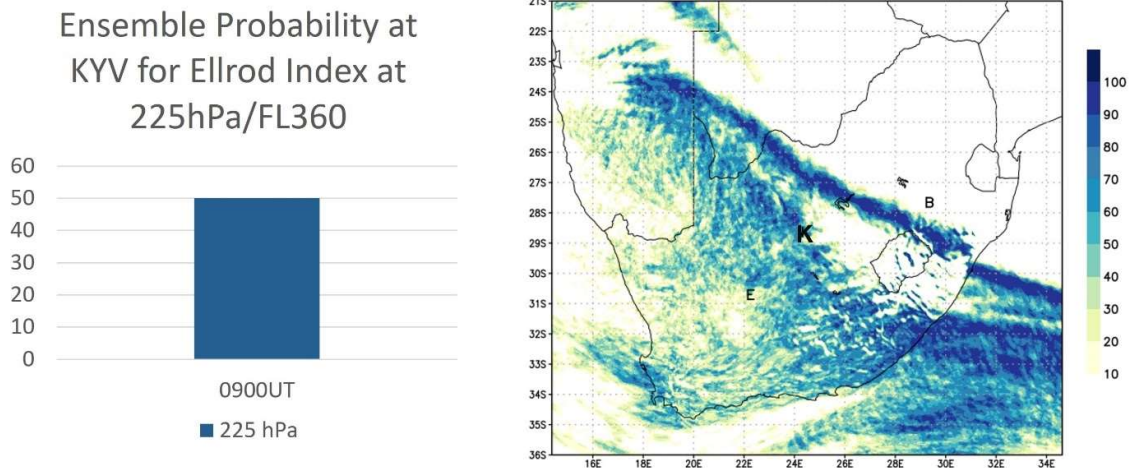 Ensemble Probability at
KYV for Ellrod Index at
225hPa/FL360
60
50
40
30
20
10
0
0900UT
225 hPa
21S
22S
23S
24S
25S
26S
27S
28S
29S
30S
31S
32S
33S
34S
35S
36S
B
K
E
16E
18E
20E
22E
24E
26E
28E
30E
32E
34E
100
90
80
70
60
50
40
30
20
10